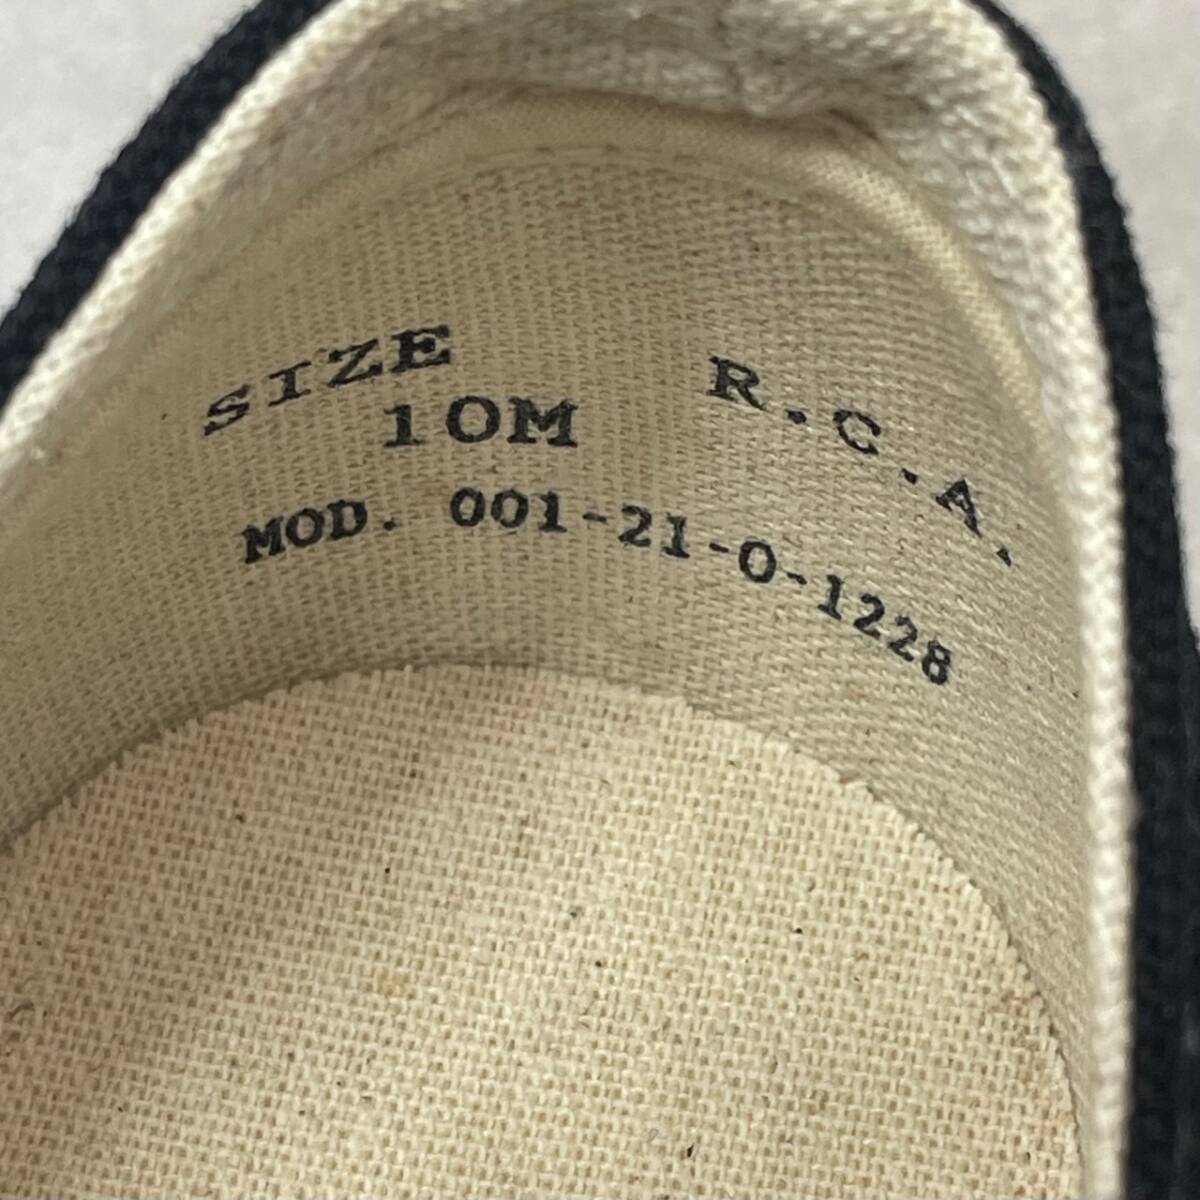 SIZE R.C.A.
10M
MOD. 001-21-0-1228